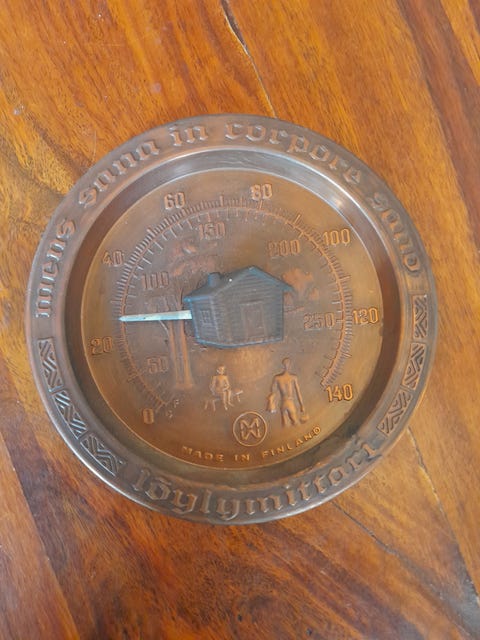 mens sana in corpore sano
60 80
40 150 200 100
100
20 250 120
50
0 140
C F
MADE IN FINLAND
löylymittari